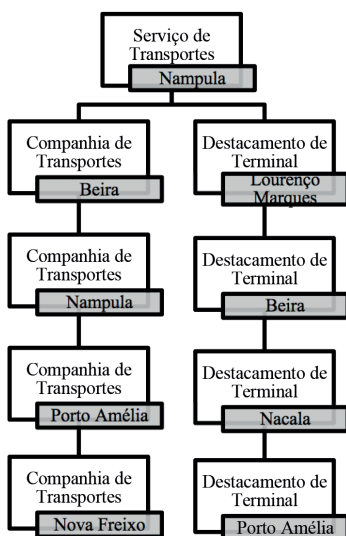 Serviço de
Transportes
Nampula
Companhia de
Transportes
Beira
Companhia de
Transportes
Nampula
Companhia de
Transportes
Porto Amélia
Companhia de
Transportes
Nova Freixo
Destacamento de
Terminal
Lourenço
Marques
Destacamento de
Terminal
Beira
Destacamento de
Terminal
Nacala
Destacamento de
Terminal
Porto Amélia